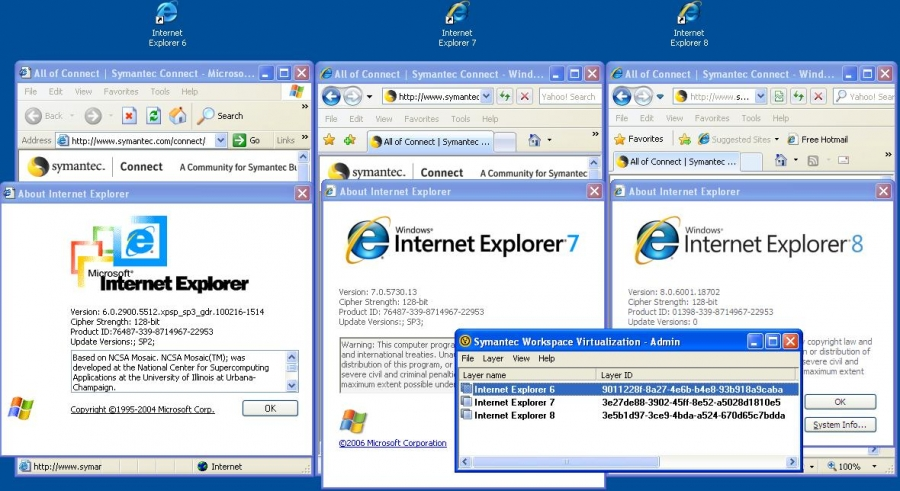 Internet
Explorer 6
Internet
Explorer 7
Internet
Explorer 8
All of Connect | Symantec Connect - Microso...
File Edit View Favorites Tools Help
Back
Search
Address http://www.symantec.com/connect/ Go Links »
symantec. Connect A Community for Symantec Bu
About Internet Explorer
Microsoft®
Internet Explorer
Version: 6.0.2900.5512.xpsp_sp3_gdr.100216-1514
Cipher Strength: 128-bit
Product ID:76487-339-8714967-22953
Update Versions:; SP2;
Based on NCSA Mosaic. NCSA Mosaic(TM); was
developed at the National Center for Supercomputing
Applications at the University of Illinois at Urbana-
Champaign.
Copyright ©1995-2004 Microsoft Corp.
OK
http://www.symar
Internet
All of Connect | Symantec Connect - Wind...
http://www.symantec
Yahoo! Search
File Edit View Favorites Tools Help
All of Connect | Symantec ...
symantec. Connect A Community for Symantec
About Internet Explorer
Windows®
Internet Explorer 7
Version: 7.0.5730.13
Cipher Strength: 128-bit
Product ID:76487-339-8714967-22953
Update Versions:; SP3;
Warning: This computer progra
and international treaties. Unau
distribution of this program, or
severe civil and criminal penalties
maximum extent possible under
©2006 Microsoft Corporation
All of Connect | Symantec Connect - Wind...
http://www.s...
Yahoo! Search
File Edit View Favorites Tools Help
Favorites Suggested Sites Free Hotmail
All of Connect | Symantec ...
symantec. Connect A Community for Symantec
About Internet Explorer
Windows®
Internet Explorer 8
Version: 8.0.6001.18702
Cipher Strength: 128-bit
Product ID: 01398-339-8714967-22953
Update Versions: 0
copyright law and
on or distribution of
esult in severe civil
maximum extent
OK
System Info...
100%
Symantec Workspace Virtualization - Admin
File Layer View Help
Layer name Layer ID
Internet Explorer 6 9011228f-8a27-4e6b-b4e8-93b918a9caba
Internet Explorer 7 3e27de88-3902-45ff-8e52-a5028d1810e5
Internet Explorer 8 3e5b1d97-3ce9-4bda-a524-670d65c7bdda